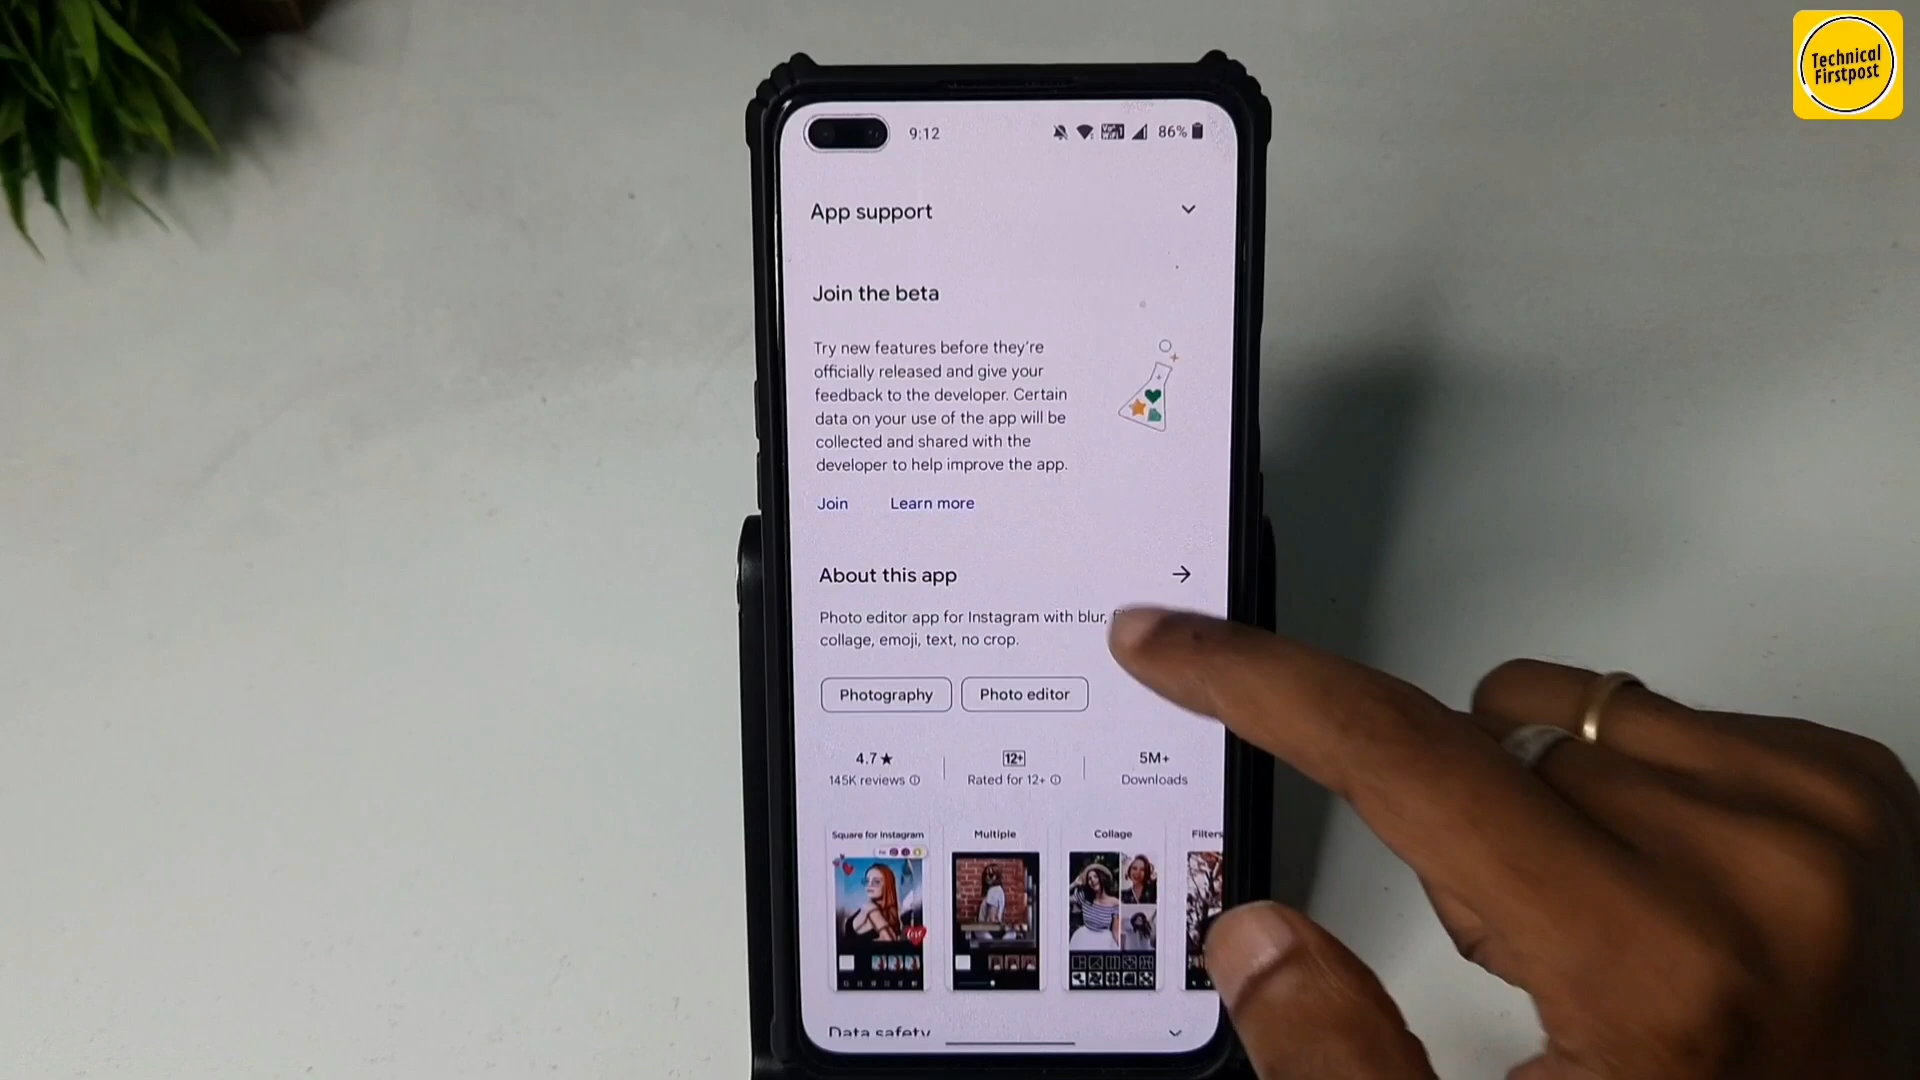 Technical
Firstpost
9:12
86%
App support
Join the beta
Try new features before they're
officially released and give your
feedback to the developer. Certain
data on your use of the app will be
collected and shared with the
developer to help improve the app.
Join Learn more
About this app
Photo editor app for Instagram with blur,
collage, emoji, text, no crop.
Photography Photo editor
4.7★ 12+ 5M+
145K reviews Rated for 12+ Downloads
Square for Instagram Multiple Collage Filters
Data safety